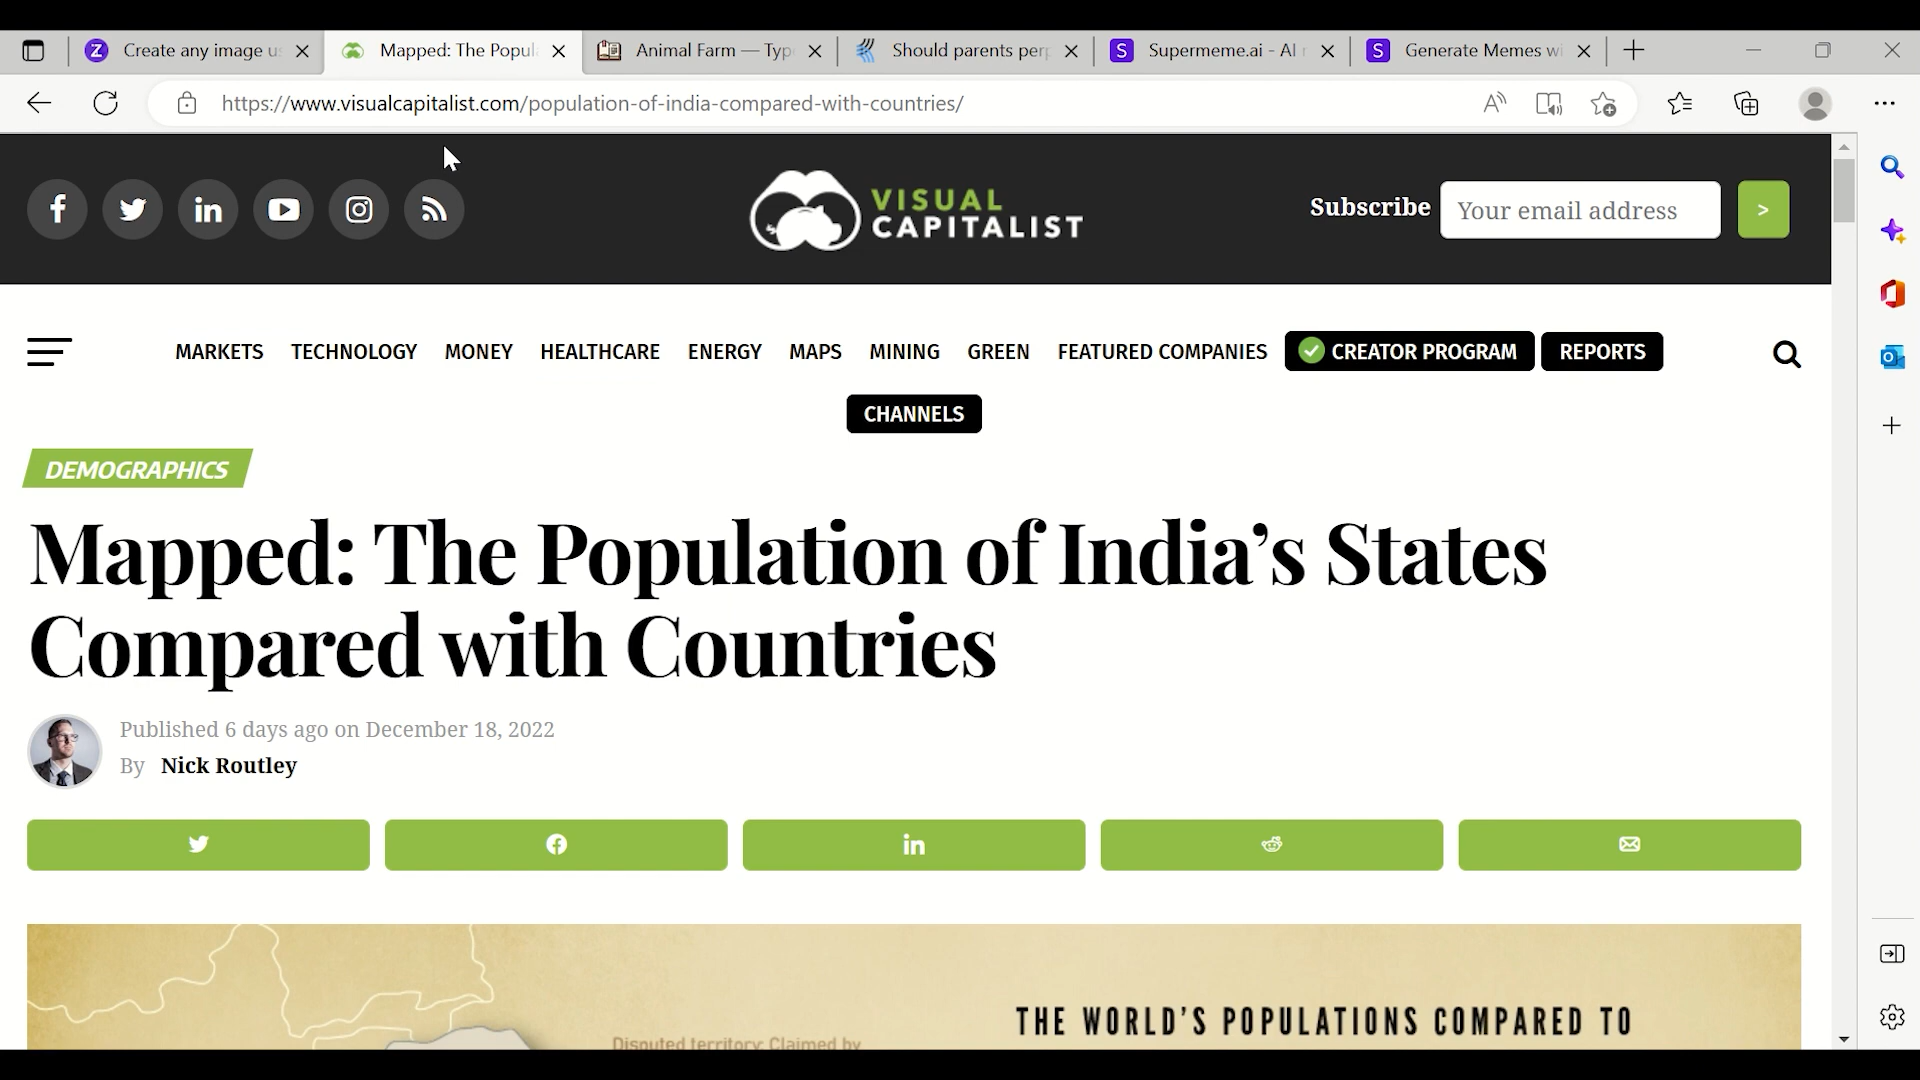 Create any image u
Mapped: The Popul
Animal Farm — Typ
Should parents per
Supermeme.ai - AI
Generate Memes wi
https://www.visualcapitalist.com/population-of-india-compared-with-countries/
VISUAL
CAPITALIST
Subscribe
Your email address
>
MARKETS TECHNOLOGY MONEY HEALTHCARE ENERGY MAPS MINING GREEN FEATURED COMPANIES CREATOR PROGRAM REPORTS
CHANNELS
DEMOGRAPHICS
Mapped: The Population of India’s States
Compared with Countries
Published 6 days ago on December 18, 2022
By Nick Routley
THE WORLD'S POPULATIONS COMPARED TO
Disputed territory: Claimed by